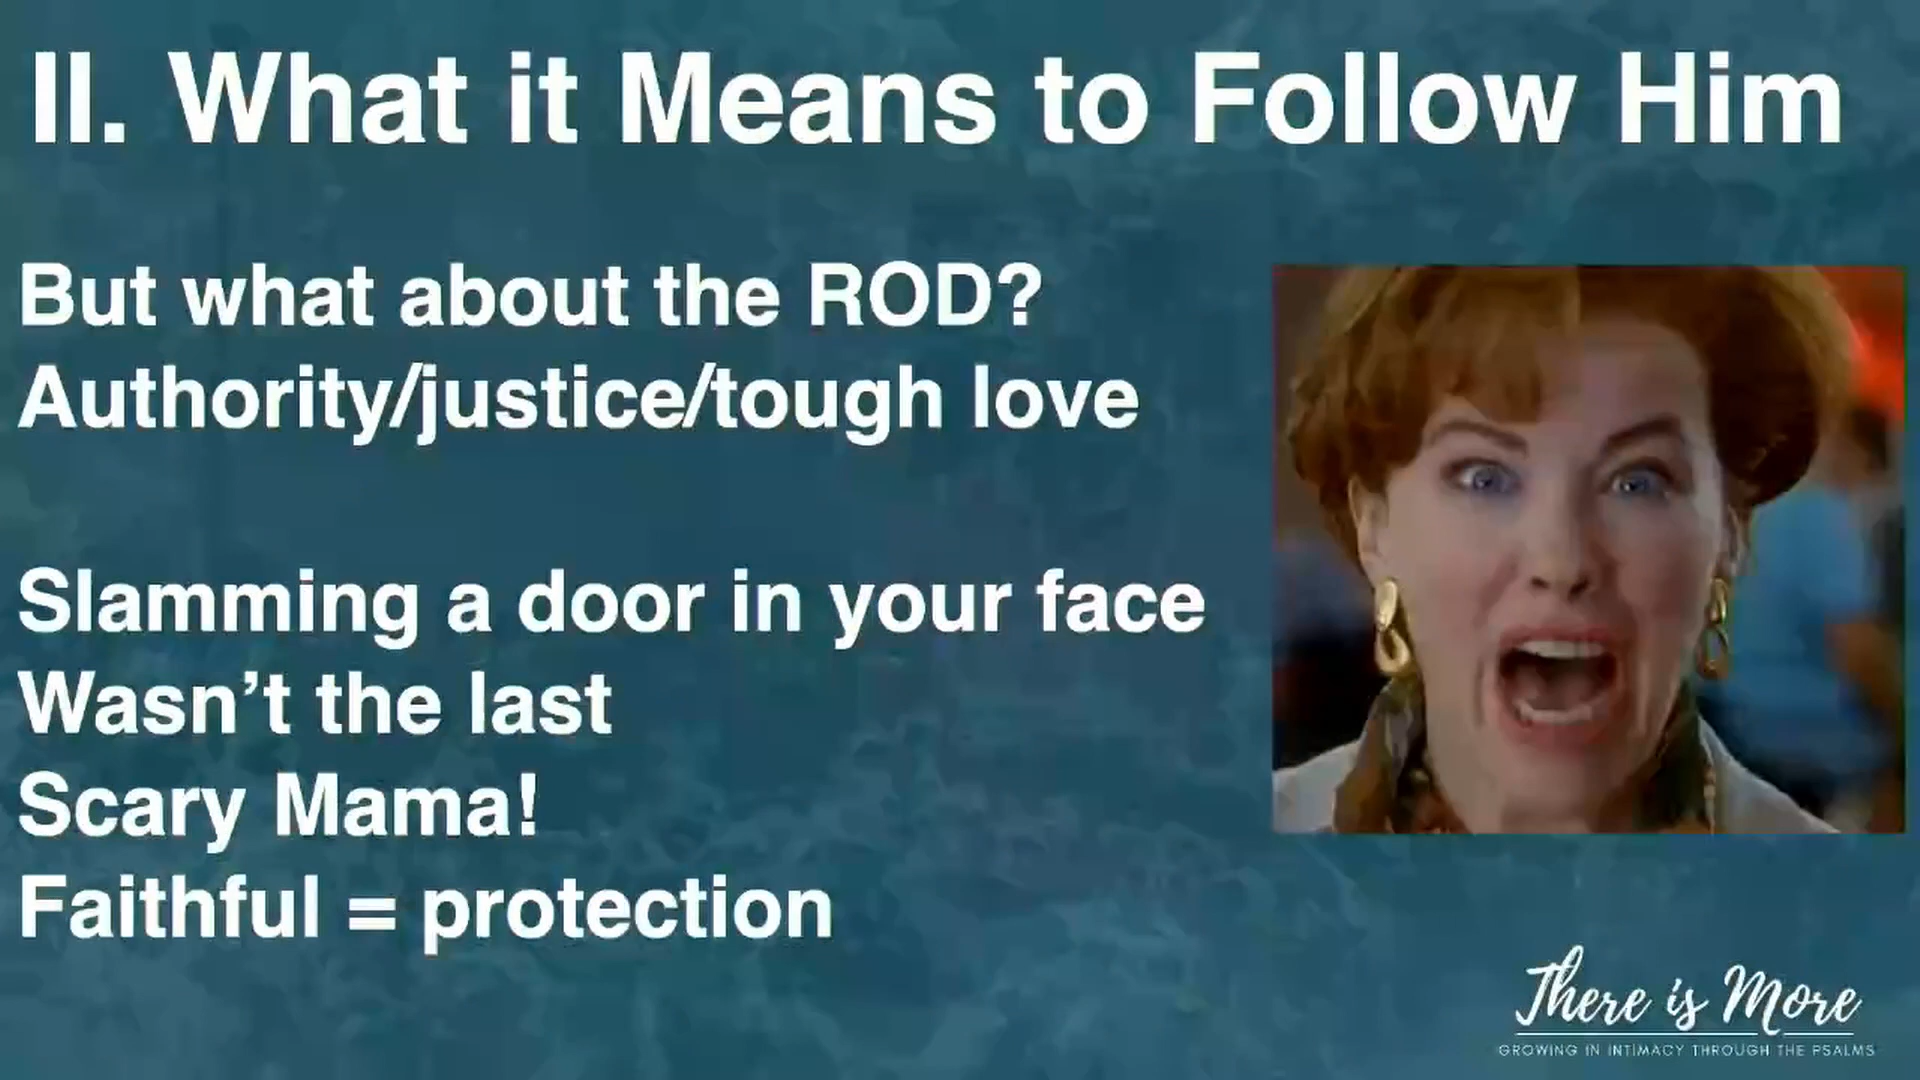 II. What it Means to Follow Him
But what about the ROD?
Authority/justice/tough love
Slamming a door in your face
Wasn’t the last
Scary Mama!
Faithful = protection
There is More
GROWING IN INTIMACY THROUGH THE PSALMS